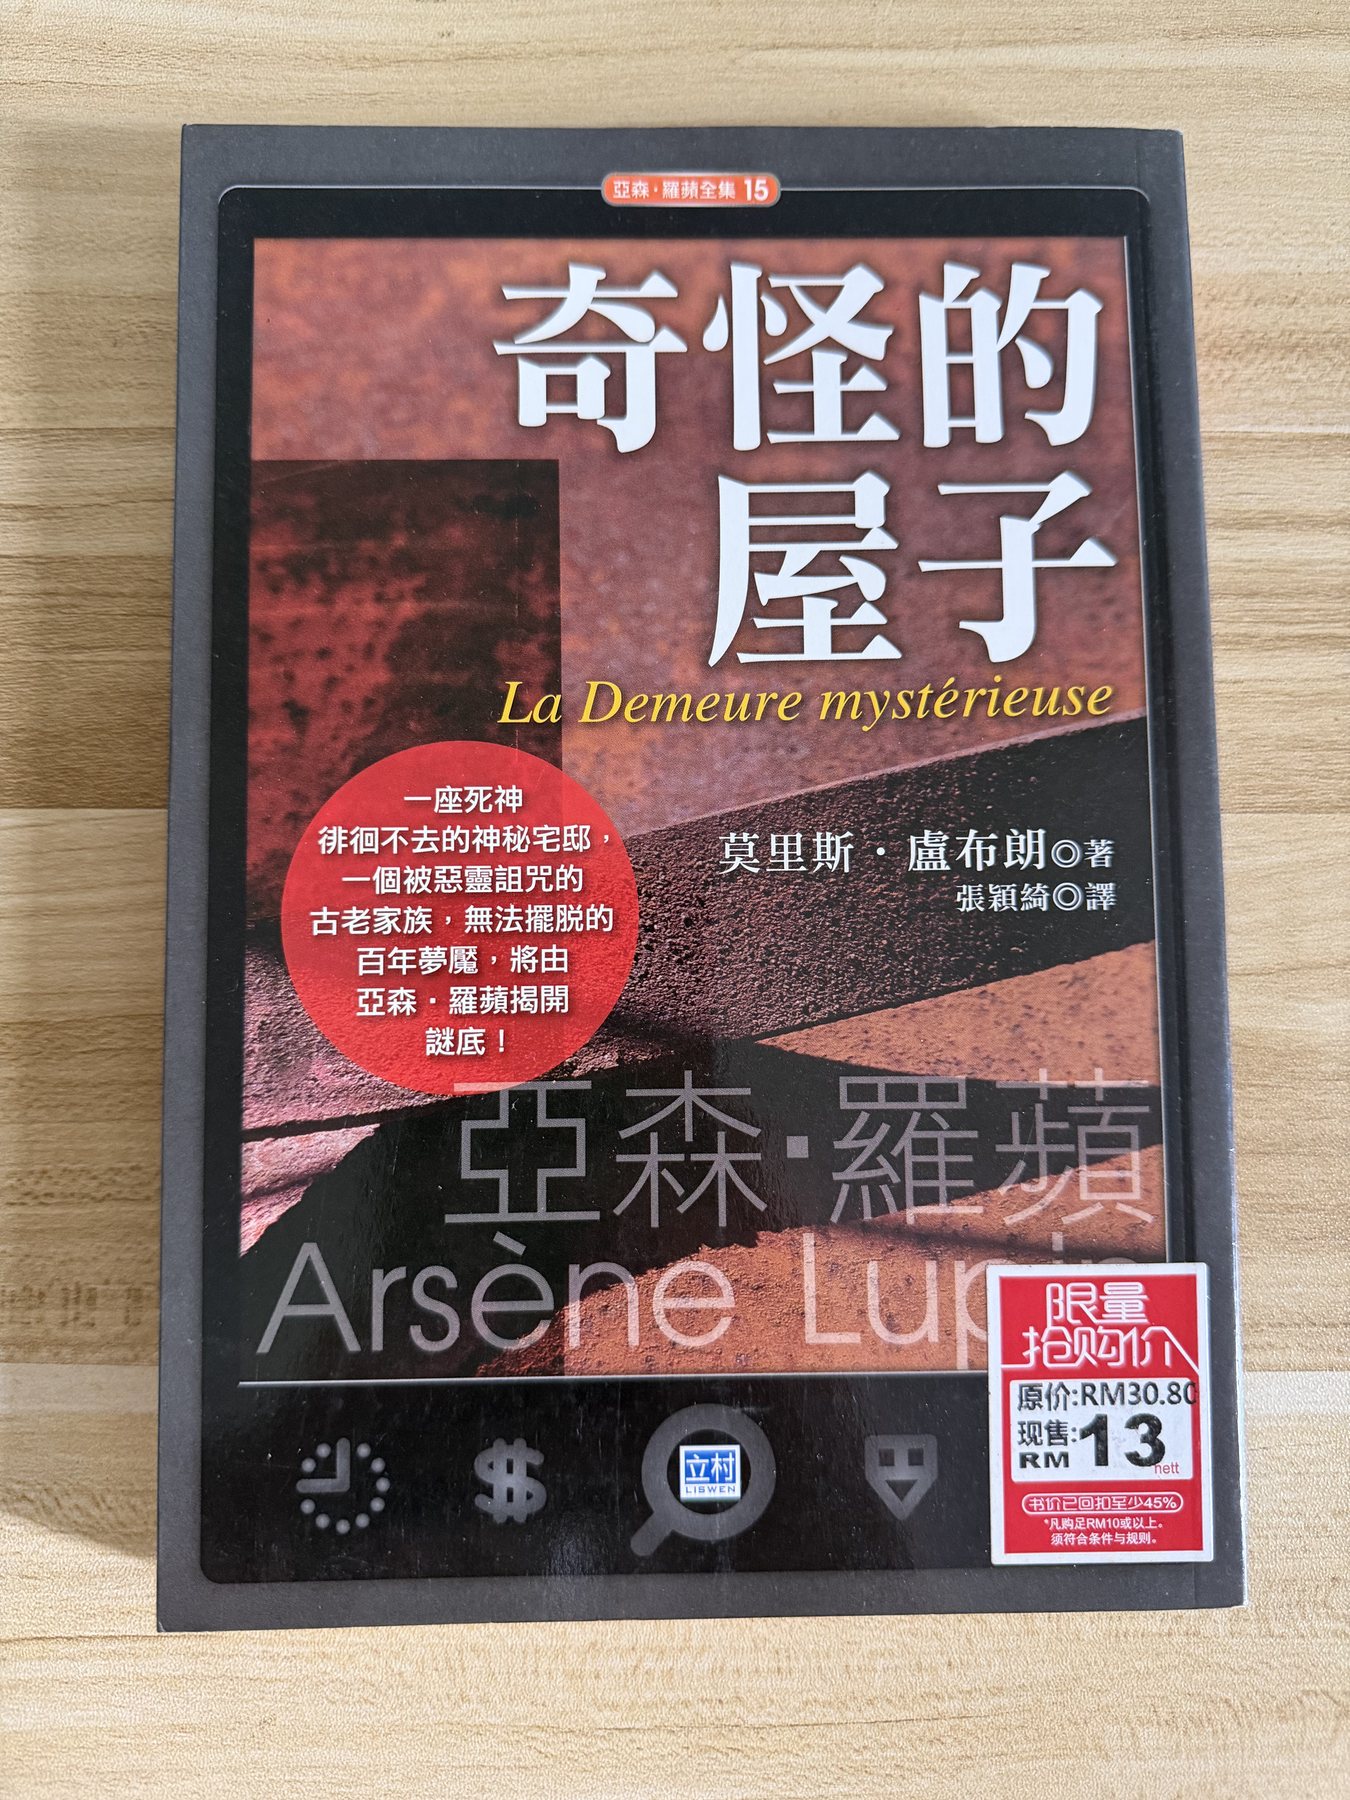 亞森·羅蘋全集 15
奇怪的
屋子
La Demeure mystérieuse
一座死神
徘徊不去的神秘宅邸，
一個被惡靈詛咒的
古老家族，無法擺脫的
百年夢魘，將由
亞森·羅蘋揭開
謎底！
莫里斯·盧布朗◎著
張穎綺◎譯
亞森·羅蘋
Arsène Lupin
立村
LISWEN
限量
抢购价
原价:RM30.80
现售:
RM 13 nett
书价已回扣至少45%
*凡购足RM10或以上。
须符合条件与规则。